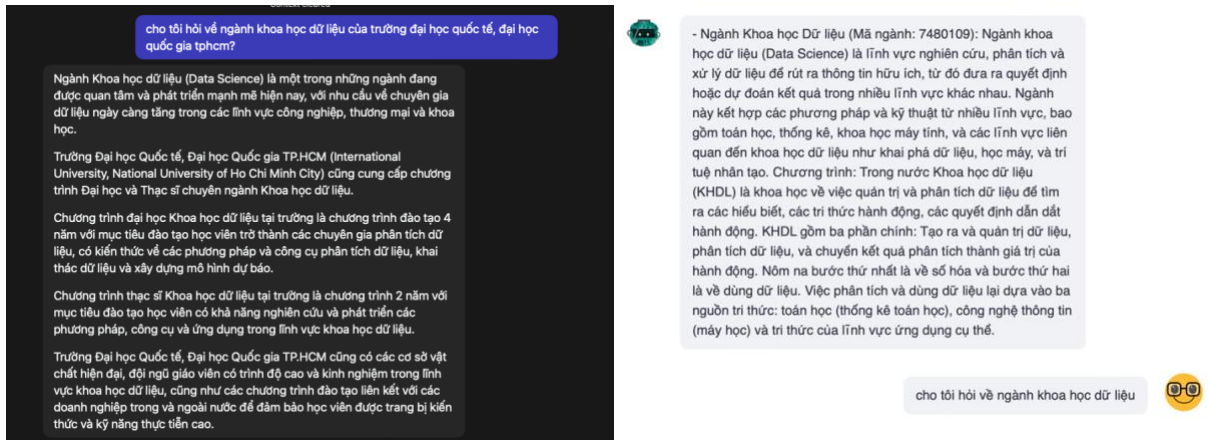 cho tôi hỏi về ngành khoa học dữ liệu của trường đại học quốc tế, đại học
quốc gia tphcm?
Ngành Khoa học dữ liệu (Data Science) là một trong những ngành đang
được quan tâm và phát triển mạnh mẽ hiện nay, với nhu cầu về chuyên gia
dữ liệu ngày càng tăng trong các lĩnh vực công nghiệp, thương mại và khoa
học.
Trường Đại học Quốc tế, Đại học Quốc gia TP.HCM (International
University, National University of Ho Chi Minh City) cũng cung cấp chương
trình Đại học và Thạc sĩ chuyên ngành Khoa học dữ liệu.
Chương trình đại học Khoa học dữ liệu tại trường là chương trình đào tạo 4
năm với mục tiêu đào tạo học viên trở thành các chuyên gia phân tích dữ
liệu, có kiến thức về các phương pháp và công cụ phân tích dữ liệu, khai
thác dữ liệu và xây dựng mô hình dự báo.
Chương trình thạc sĩ Khoa học dữ liệu tại trường là chương trình 2 năm với
mục tiêu đào tạo học viên có khả năng nghiên cứu và phát triển các
phương pháp, công cụ và ứng dụng trong lĩnh vực khoa học dữ liệu.
Trường Đại học Quốc tế, Đại học Quốc gia TP.HCM cũng có các cơ sở vật
chất hiện đại, đội ngũ giáo viên có trình độ cao và kinh nghiệm trong lĩnh
vực khoa học dữ liệu, cũng như các chương trình đào tạo liên kết với các
doanh nghiệp trong và ngoài nước để đảm bảo học viên được trang bị kiến
thức và kỹ năng thực tiễn cao.
- Ngành Khoa học Dữ liệu (Mã ngành: 7480109): Ngành khoa
học dữ liệu (Data Science) là lĩnh vực nghiên cứu, phân tích và
xử lý dữ liệu để rút ra thông tin hữu ích, từ đó đưa ra quyết định
hoặc dự đoán kết quả trong nhiều lĩnh vực khác nhau. Ngành
này kết hợp các phương pháp và kỹ thuật từ nhiều lĩnh vực, bao
gồm toán học, thống kê, khoa học máy tính, và các lĩnh vực liên
quan đến khoa học dữ liệu như khai phá dữ liệu, học máy, và trí
tuệ nhân tạo. Chương trình: Trong nước Khoa học dữ liệu
(KHDL) là khoa học về việc quản trị và phân tích dữ liệu để tìm
ra các hiểu biết, các tri thức hành động, các quyết định dẫn dắt
hành động. KHDL gồm ba phần chính: Tạo ra và quản trị dữ liệu,
phân tích dữ liệu, và chuyển kết quả phân tích thành giá trị của
hành động. Nôm na bước thứ nhất là về số hóa và bước thứ hai
là về dùng dữ liệu. Việc phân tích và dùng dữ liệu lại dựa vào ba
nguồn tri thức: toán học (thống kê toán học), công nghệ thông tin
(máy học) và tri thức của lĩnh vực ứng dụng cụ thể.
cho tôi hỏi về ngành khoa học dữ liệu